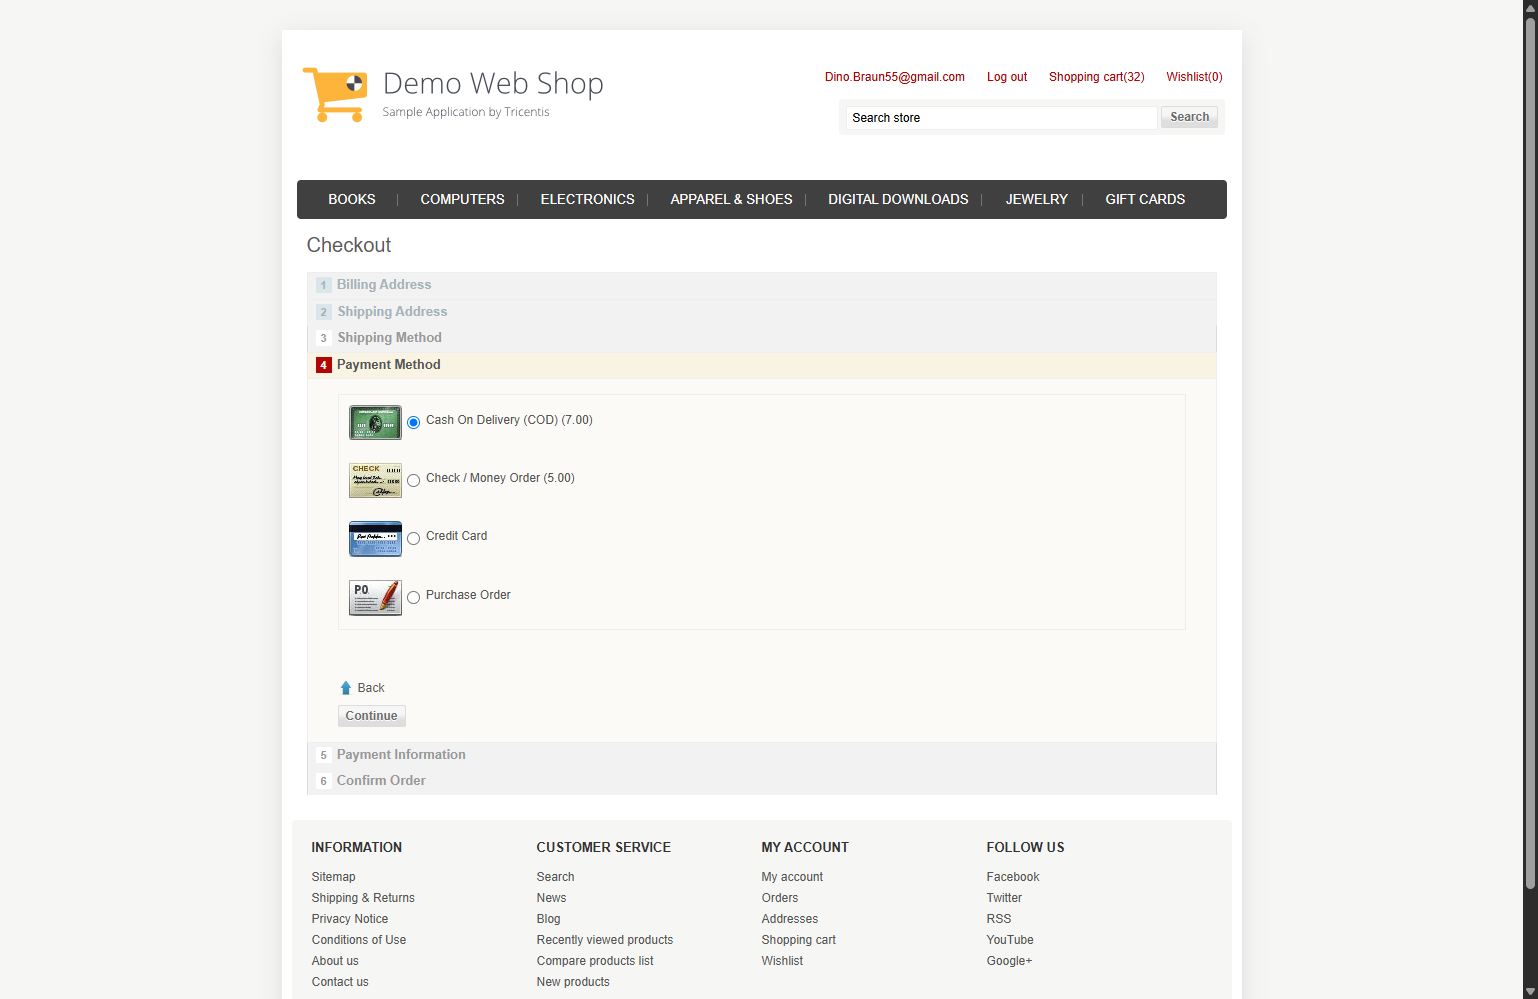 Demo Web Shop
Sample Application by Tricentis
Dino.Braun55@gmail.com Log out Shopping cart(32) Wishlist(0)
Search store Search
BOOKS COMPUTERS ELECTRONICS APPAREL & SHOES DIGITAL DOWNLOADS JEWELRY GIFT CARDS
Checkout
1 Billing Address
2 Shipping Address
3 Shipping Method
4 Payment Method
Cash On Delivery (COD) (7.00)
CHECK
Check / Money Order (5.00)
Credit Card
P.O.
Purchase Order
Back
Continue
5 Payment Information
6 Confirm Order
INFORMATION CUSTOMER SERVICE MY ACCOUNT FOLLOW US
Sitemap Search My account Facebook
Shipping & Returns News Orders Twitter
Privacy Notice Blog Addresses RSS
Conditions of Use Recently viewed products Shopping cart YouTube
About us Compare products list Wishlist Google+
Contact us New products